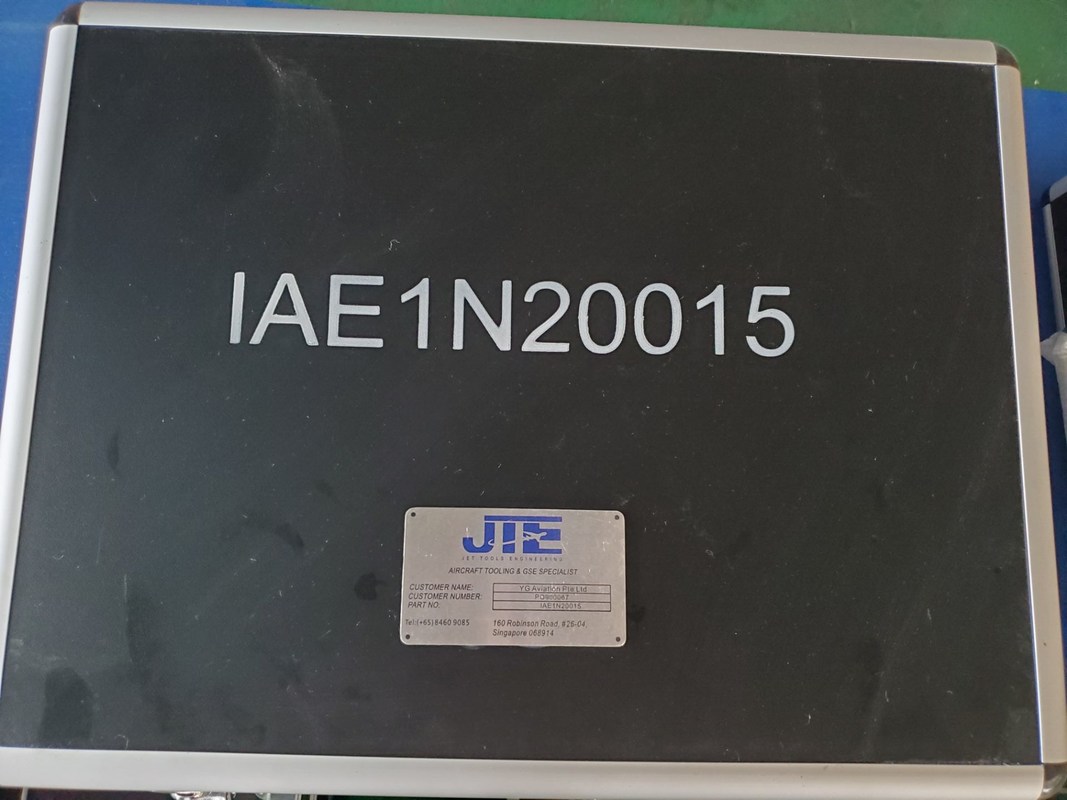 IAE1N20015
JTE
JET TOOLS ENGINEERING
AIRCRAFT TOOLING & GSE SPECIALIST
CUSTOMER NAME: YG Aviation Pte Ltd
CUSTOMER NUMBER:
PART NO: IAE1N20015
Tel:(+65) 8460 9085 160 Robinson Road, #26-04,
Singapore 068914